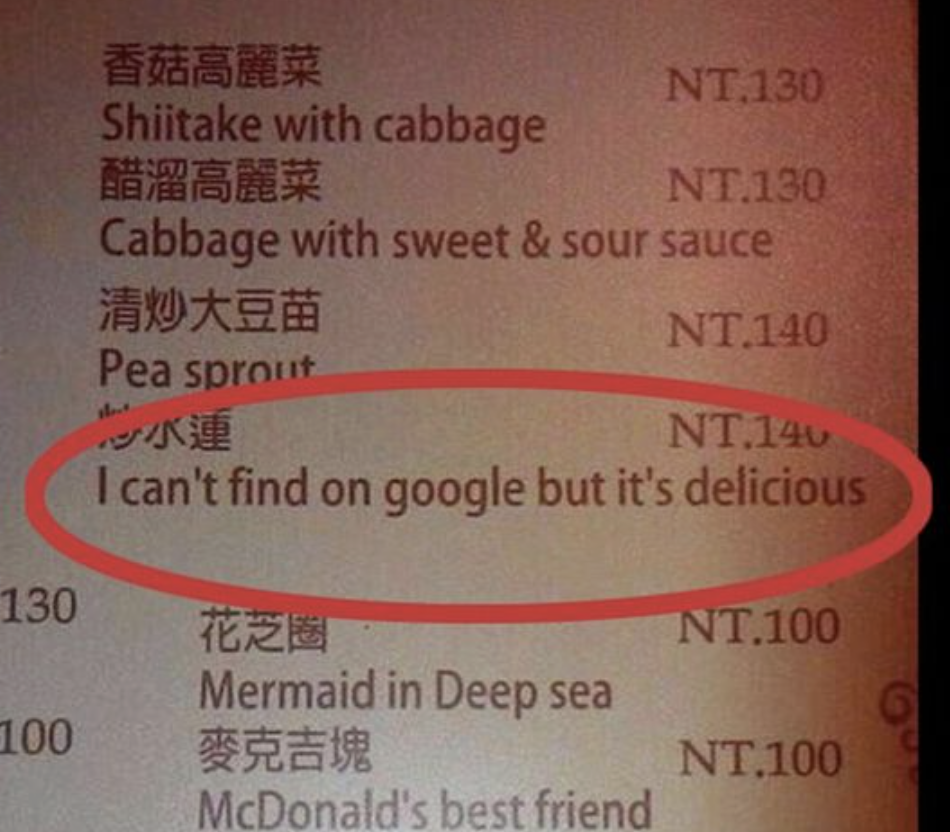 香菇高麗菜 NT.130
Shiitake with cabbage
醋溜高麗菜 NT.130
Cabbage with sweet & sour sauce
清炒大豆苗 NT.140
Pea sprout
炒水蓮 NT.140
I can't find on google but it's delicious
130
花芝圈 NT.100
Mermaid in Deep sea
100
麥克吉塊 NT.100
McDonald's best friend